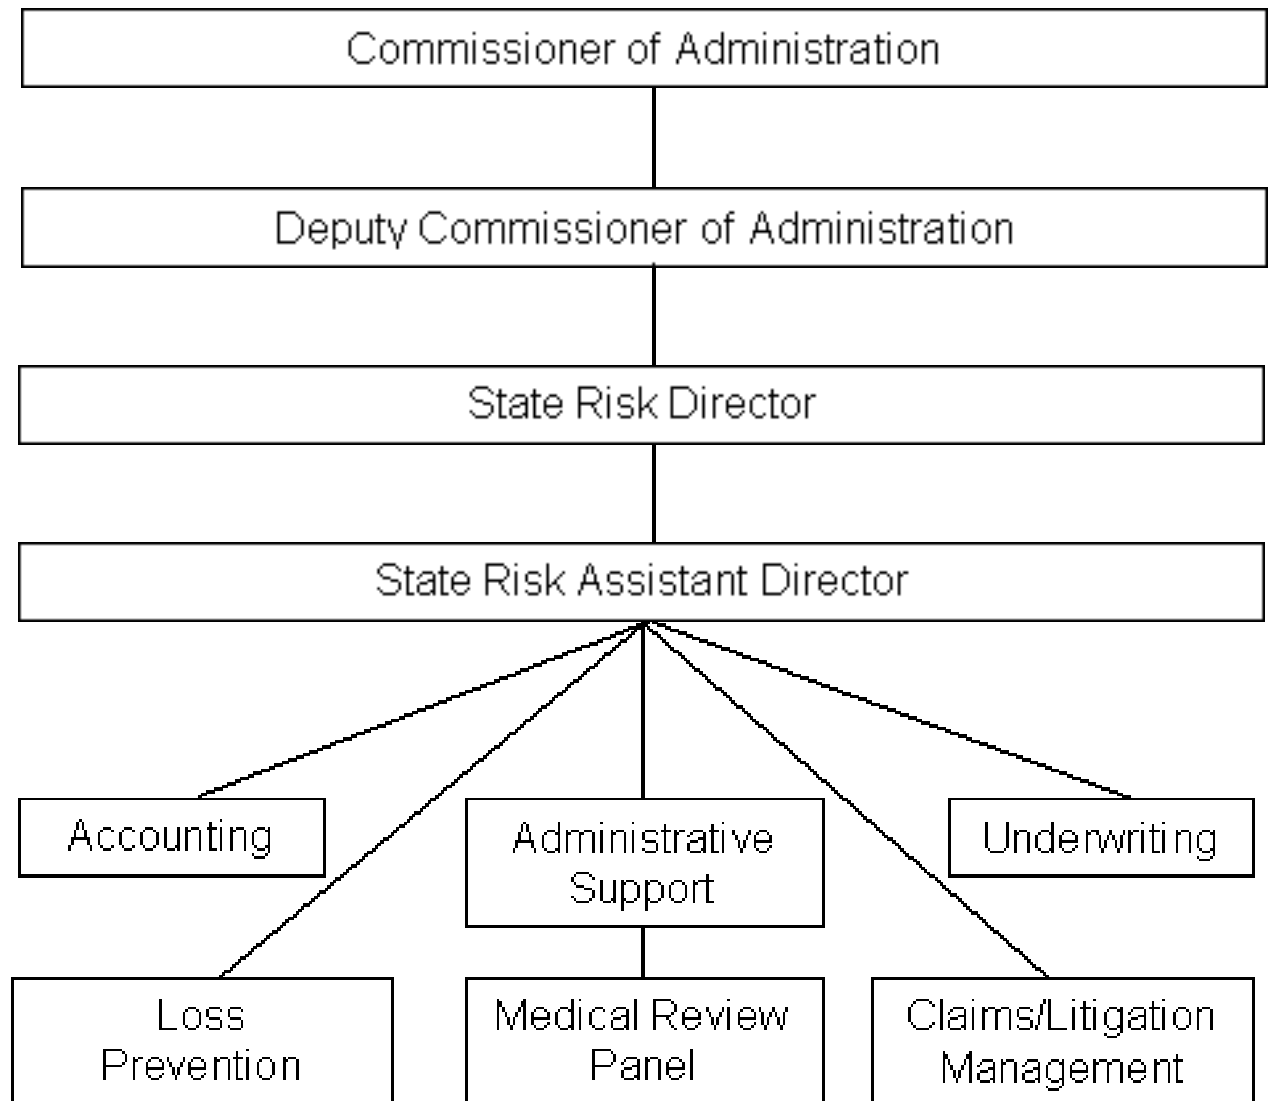 Commissioner of Administration
Deputy Commissioner of Administration
State Risk Director
State Risk Assistant Director
Accounting
Administrative
Support
Underwriting
Loss
Prevention
Medical Review
Panel
Claims/Litigation
Management